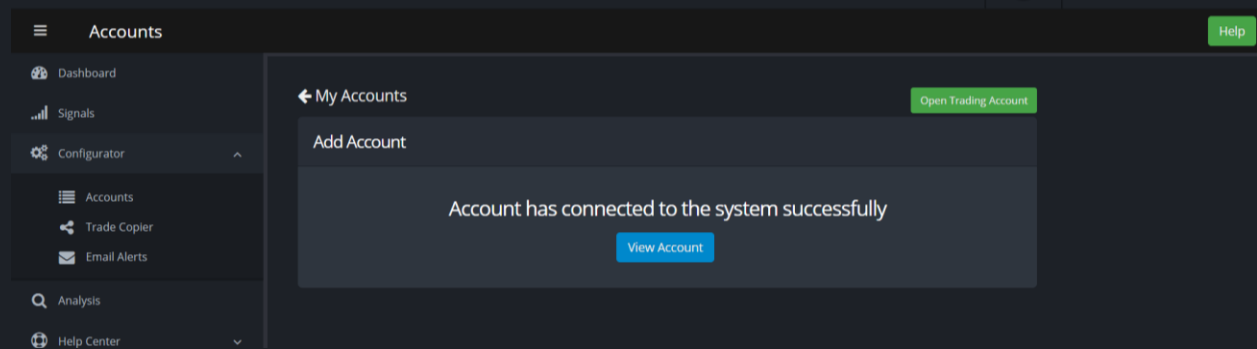 Accounts
Help
Dashboard
Signals
Configurator
Accounts
Trade Copier
Email Alerts
Analysis
Help Center
My Accounts
Open Trading Account
Add Account
Account has connected to the system successfully
View Account